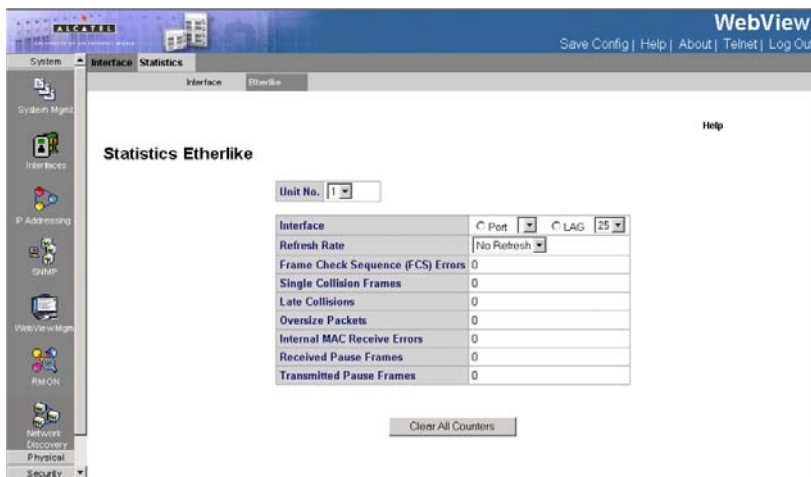 ALCATEL
WebView
Save Config | Help | About | Telnet | Log Out
System
Interface Statistics
Interface Etherlike
System Mgmt
Help
Statistics Etherlike
Interfaces
Unit No. 1
IP Addressing
Interface Port LAG 25
Refresh Rate No Refresh
Frame Check Sequence (FCS) Errors 0
SNMP
Single Collision Frames 0
Late Collisions 0
Oversize Packets 0
WebViewMgm
Internal MAC Receive Errors 0
Received Pause Frames 0
RMON
Transmitted Pause Frames 0
Clear All Counters
Network
Discovery
Physical
Security